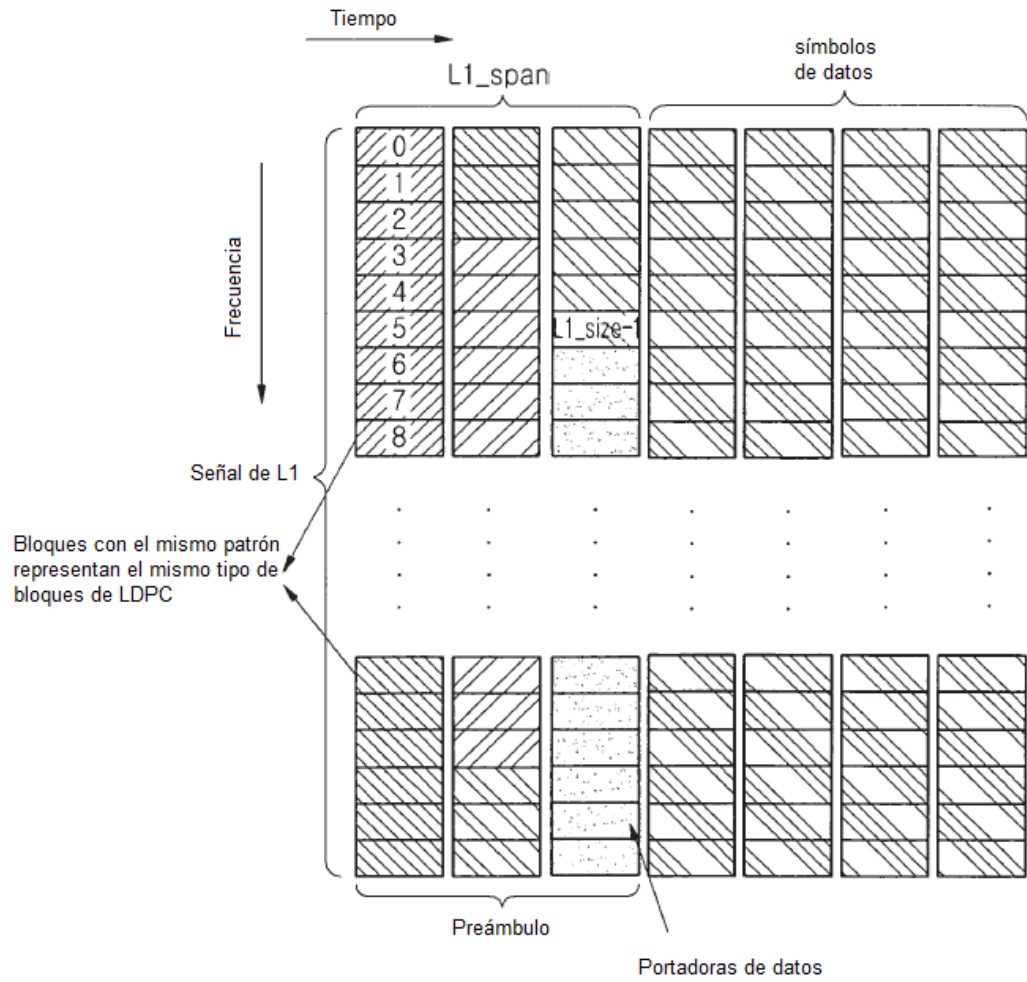 Tiempo
símbolos
de datos
L1_span
0
1
2
3
4
5
6
7
8
L1_size-1
Frecuencia
Señal de L1
Bloques con el mismo patrón
representan el mismo tipo de
bloques de LDPC
Preámbulo
Portadoras de datos